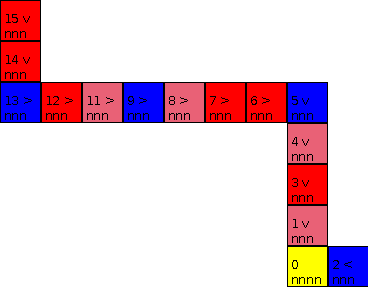 15 v
nnn
14 v
nnn
13 > 12 > 11 > 9 > 8 > 7 > 6 > 5 v
nnn nnn nnn nnn nnn nnn nnn nnn
4 v
nnn
3 v
nnn
1 v
nnn
0 2 <
nnnn nnn